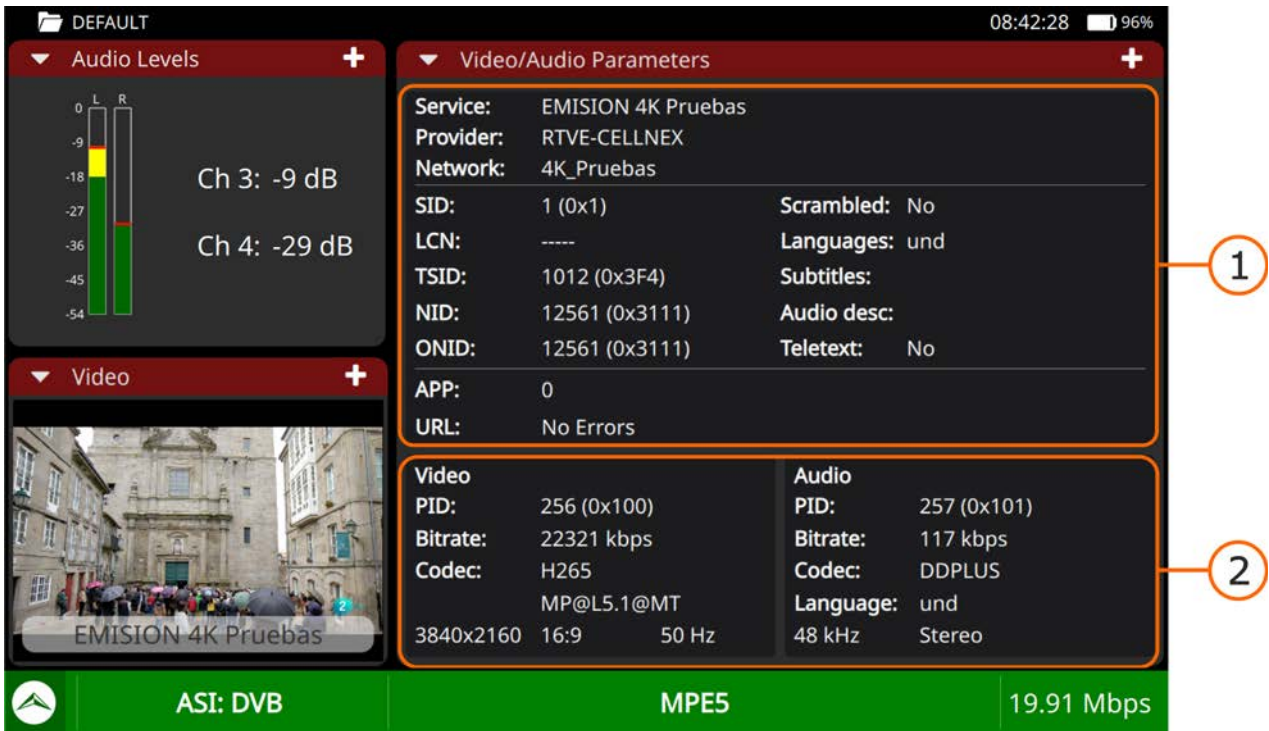 DEFAULT 08:42:28 96%
Audio Levels
L R
0
-9
-18
-27
-36
-45
-54
Ch 3: -9 dB
Ch 4: -29 dB
Video
2
EMISION 4K Pruebas
Video/Audio Parameters
Service: EMISION 4K Pruebas
Provider: RTVE-CELLNEX
Network: 4K_Pruebas
SID: 1 (0x1) Scrambled: No
LCN: ----- Languages: und
TSID: 1012 (0x3F4) Subtitles:
NID: 12561 (0x3111) Audio desc:
ONID: 12561 (0x3111) Teletext: No
APP: 0
URL: No Errors
1
Video
PID: 256 (0x100)
Bitrate: 22321 kbps
Codec: H265
MP@L5.1@MT
3840x2160 16:9 50 Hz
Audio
PID: 257 (0x101)
Bitrate: 117 kbps
Codec: DDPLUS
Language: und
48 kHz Stereo
2
ASI: DVB MPE5 19.91 Mbps